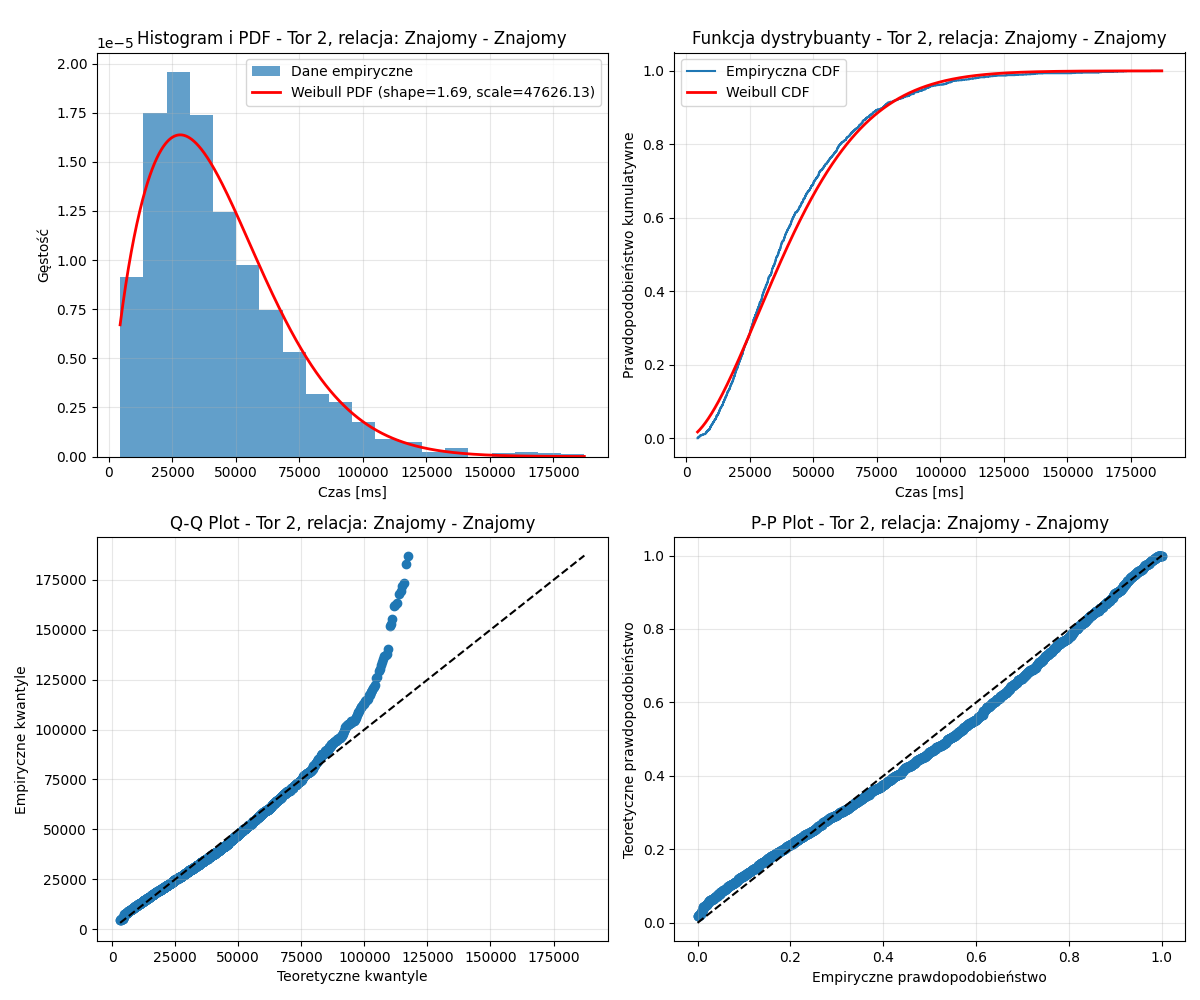 Histogram i PDF - Tor 2, relacja: Znajomy - Znajomy
1e−5
2.00
1.75
1.50
1.25
1.00
0.75
0.50
0.25
0.00
Gęstość
Dane empiryczne
Weibull PDF (shape=1.69, scale=47626.13)
0 25000 50000 75000 100000 125000 150000 175000
Czas [ms]
Funkcja dystrybuanty - Tor 2, relacja: Znajomy - Znajomy
1.0
0.8
0.6
0.4
0.2
0.0
Prawdopodobieństwo kumulatywne
Empiryczna CDF
Weibull CDF
0 25000 50000 75000 100000 125000 150000 175000
Czas [ms]
Q-Q Plot - Tor 2, relacja: Znajomy - Znajomy
175000
150000
125000
100000
75000
50000
25000
0
Empiryczne kwantyle
0 25000 50000 75000 100000 125000 150000 175000
Teoretyczne kwantyle
P-P Plot - Tor 2, relacja: Znajomy - Znajomy
1.0
0.8
0.6
0.4
0.2
0.0
Teoretyczne prawdopodobieństwo
0.0 0.2 0.4 0.6 0.8 1.0
Empiryczne prawdopodobieństwo